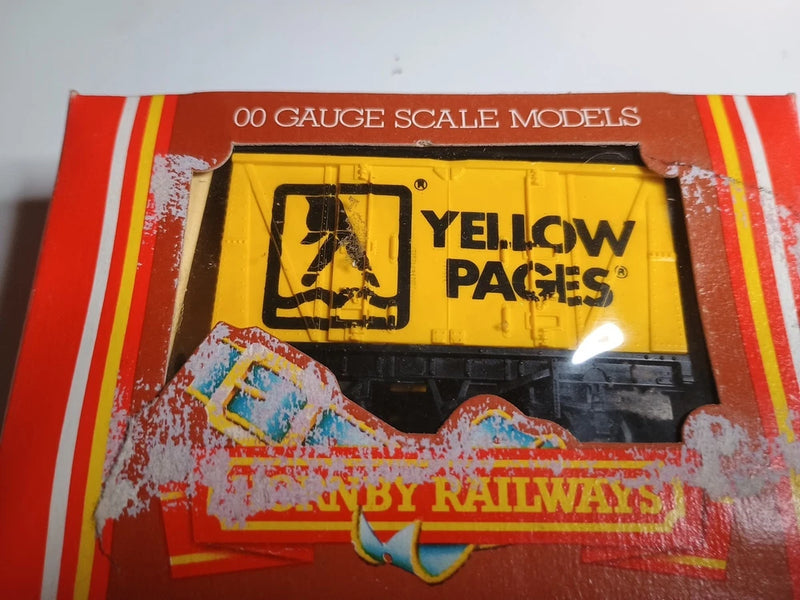 00 GAUGE SCALE MODELS
® YELLOW
PAGES®
HORNBY RAILWAYS